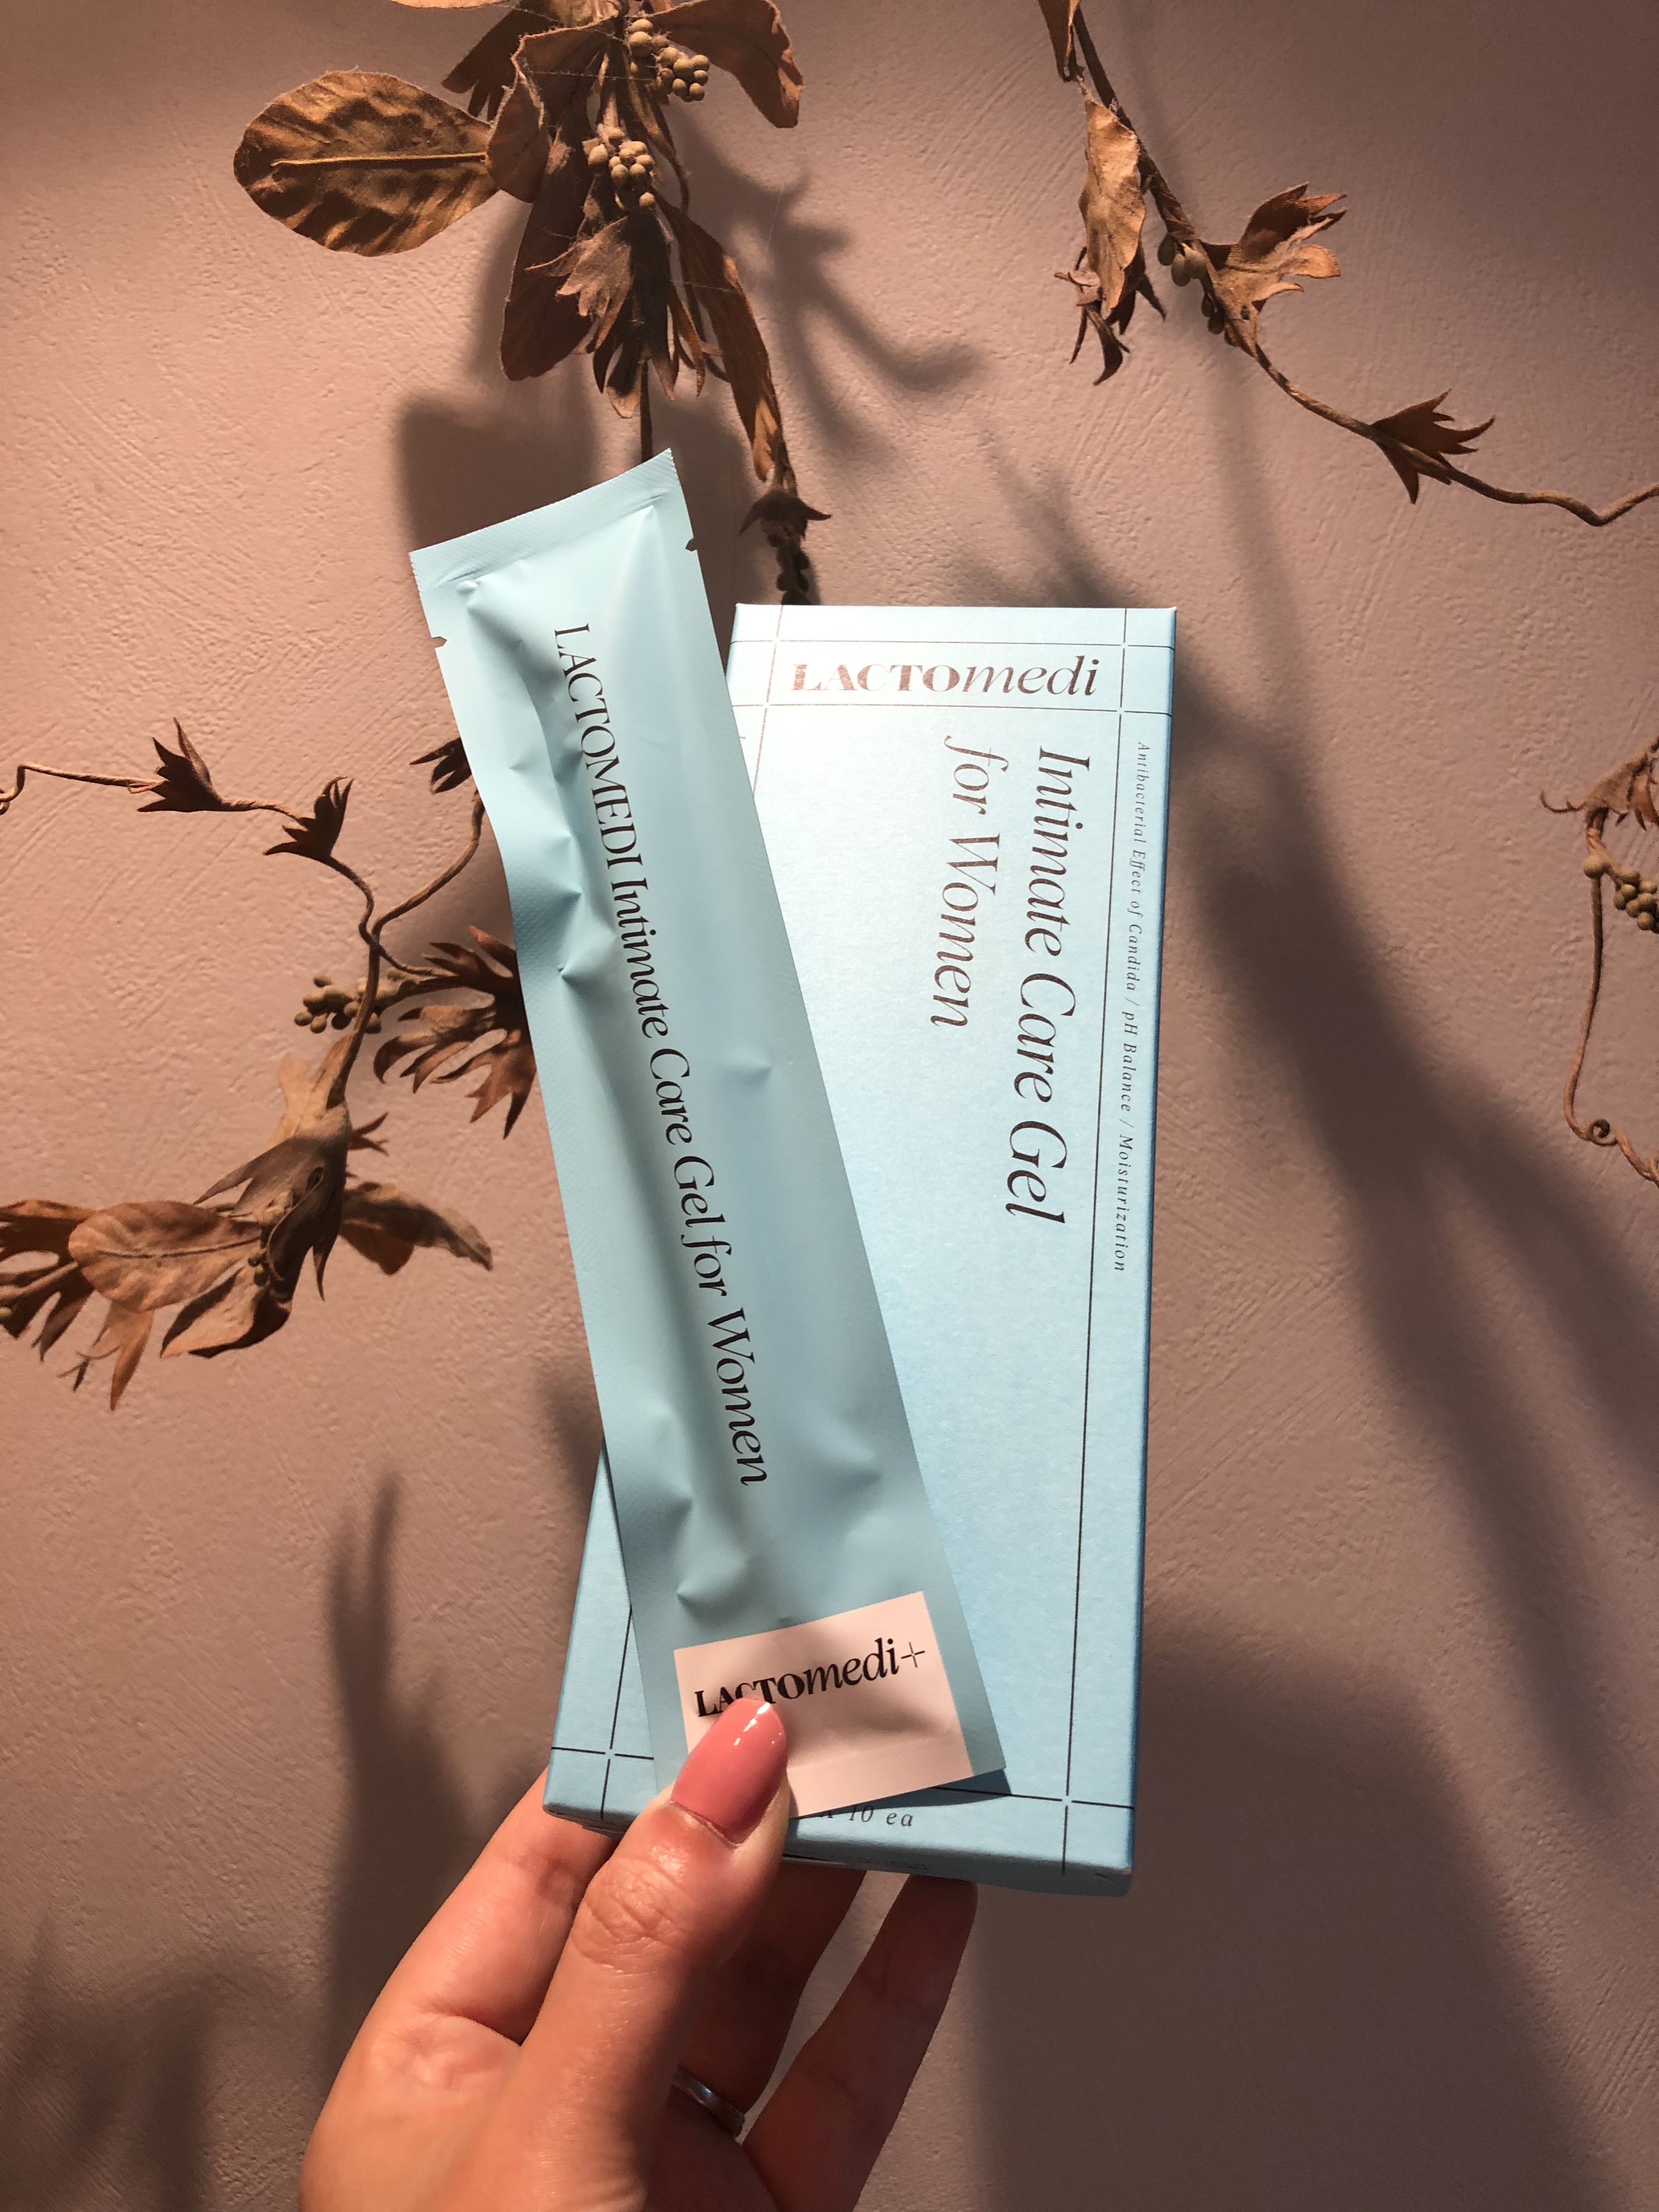 LACTOMEDI Intimate Care Gel for Women
LACTOmedi+
LACTOmedi
Antibacterial Effect of Candida / pH Balance / Moisturization
Intimate Care Gel
for Women
10 ea